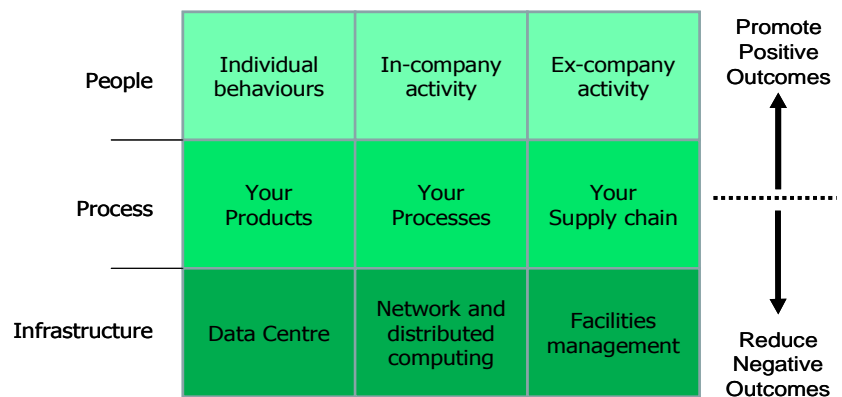 People
Individual
behaviours
In-company
activity
Ex-company
activity
Promote
Positive
Outcomes
Process
Your
Products
Your
Processes
Your
Supply chain
Infrastructure
Data Centre
Network and
distributed
computing
Facilities
management
Reduce
Negative
Outcomes